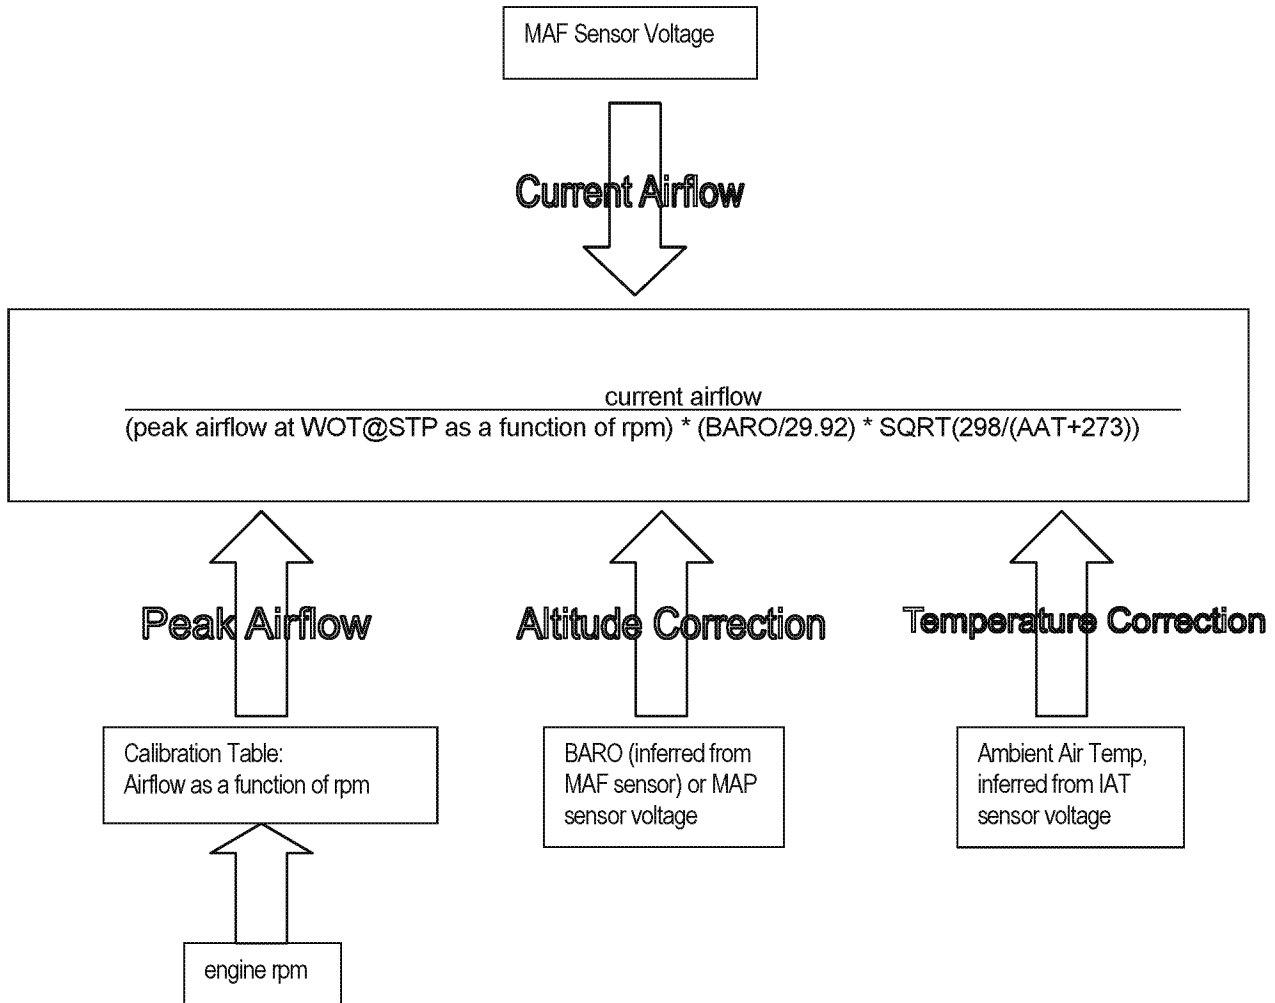 MAF Sensor Voltage
Current Airflow
current airflow
(peak airflow at WOT@STP as a function of rpm) * (BARO/29.92) * SQRT(298/(AAT+273))
Peak Airflow
Altitude Correction
Temperature Correction
Calibration Table:
Airflow as a function of rpm
BARO (inferred from
MAF sensor) or MAP
sensor voltage
Ambient Air Temp,
inferred from IAT
sensor voltage
engine rpm